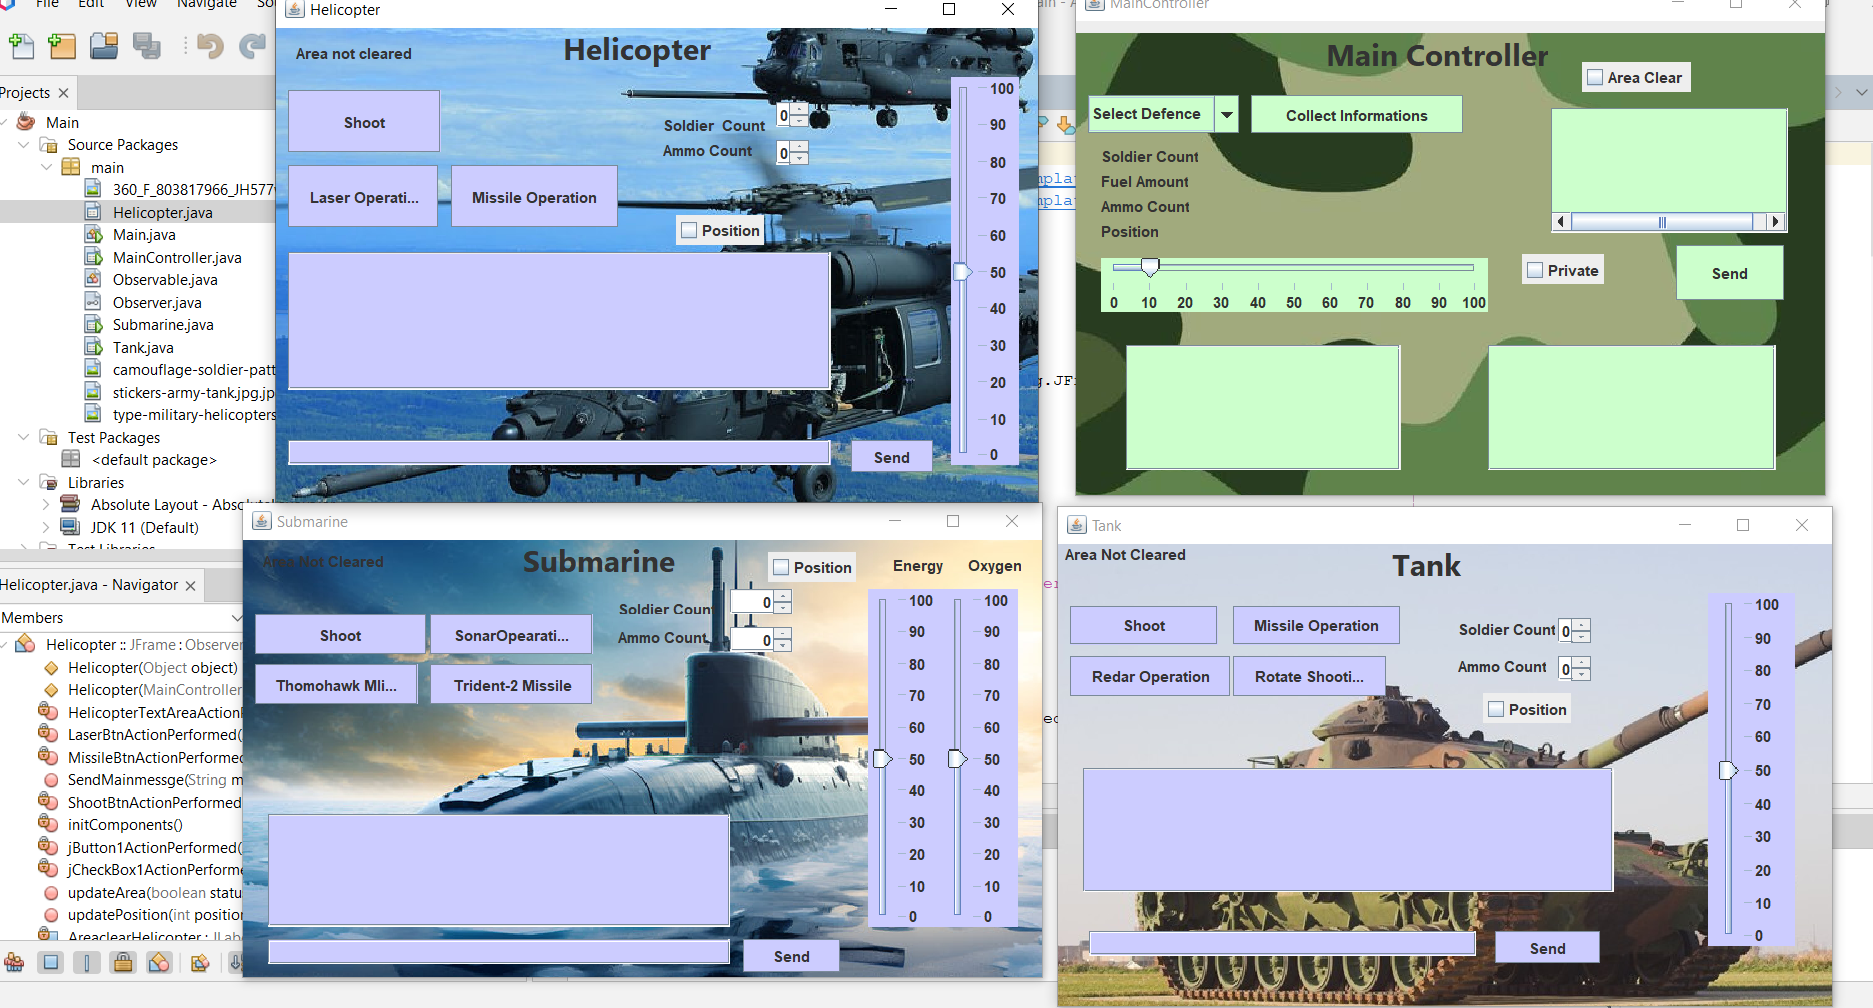 File Edit View Navigate
Projects
Main
Source Packages
main
360_F_803817966_JH577
Helicopter.java
Main.java
MainController.java
Observable.java
Observer.java
Submarine.java
Tank.java
camouflage-soldier-patt
stickers-army-tank.jpg.jp
type-military-helicopters
Test Packages
<default package>
Libraries
Absolute Layout - Absol
JDK 11 (Default)
Test Libraries
Helicopter.java - Navigator
Members
Helicopter :: JFrame : Observer
Helicopter(Object object)
Helicopter(MainController
HelicopterTextAreaAction
LaserBtnActionPerformed(
MissileBtnActionPerformed
SendMainmessge(String m
ShootBtnActionPerformed
initComponents()
jButton1ActionPerformed(
jCheckBox1ActionPerforme
updateArea(boolean statu
updatePosition(int position
AreaclearHelicopter : JLab
Helicopter
Area not cleared
Helicopter
Shoot
Soldier Count 0
Ammo Count 0
Laser Operati...
Missile Operation
Position
100
90
80
70
60
50
40
30
20
10
0
Send
MainController
Main Controller
Area Clear
Select Defence
Collect Informations
Soldier Count
Fuel Amount
Ammo Count
Position
0 10 20 30 40 50 60 70 80 90 100
Private
Send
Submarine
Area Not Cleared
Submarine
Position
Energy
Oxygen
Soldier Count 0
Ammo Count 0
Shoot
SonarOpearati...
Thomohawk MIi...
Trident-2 Missile
100 100
90 90
80 80
70 70
60 60
50 50
40 40
30 30
20 20
10 10
0 0
Send
Tank
Area Not Cleared
Tank
Shoot
Missile Operation
Soldier Count 0
Ammo Count 0
Redar Operation
Rotate Shooti...
Position
100
90
80
70
60
50
40
30
20
10
0
Send